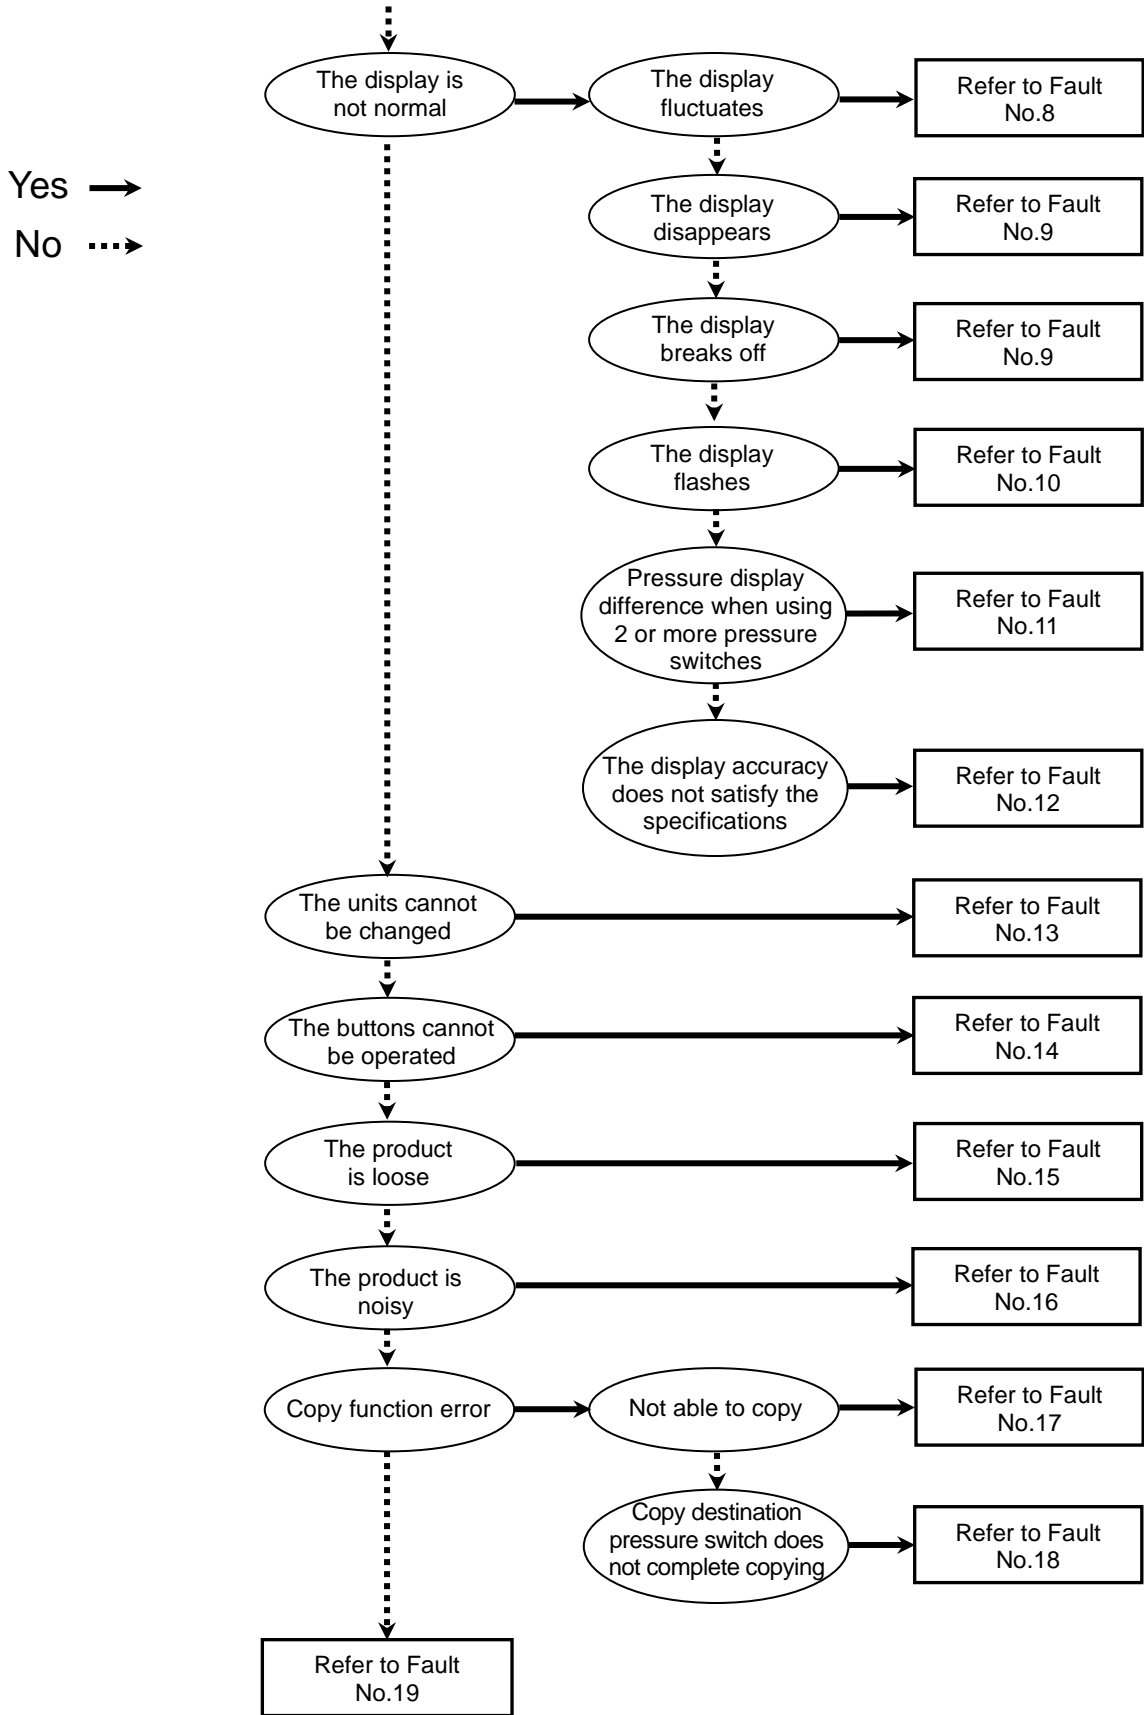 The display is
not normal
The display
fluctuates
Refer to Fault
No.8
Yes
No
The display
disappears
Refer to Fault
No.9
The display
breaks off
Refer to Fault
No.9
The display
flashes
Refer to Fault
No.10
Pressure display
difference when using
2 or more pressure
switches
Refer to Fault
No.11
The display accuracy
does not satisfy the
specifications
Refer to Fault
No.12
The units cannot
be changed
Refer to Fault
No.13
The buttons cannot
be operated
Refer to Fault
No.14
The product
is loose
Refer to Fault
No.15
The product is
noisy
Refer to Fault
No.16
Copy function error
Not able to copy
Refer to Fault
No.17
Copy destination
pressure switch does
not complete copying
Refer to Fault
No.18
Refer to Fault
No.19